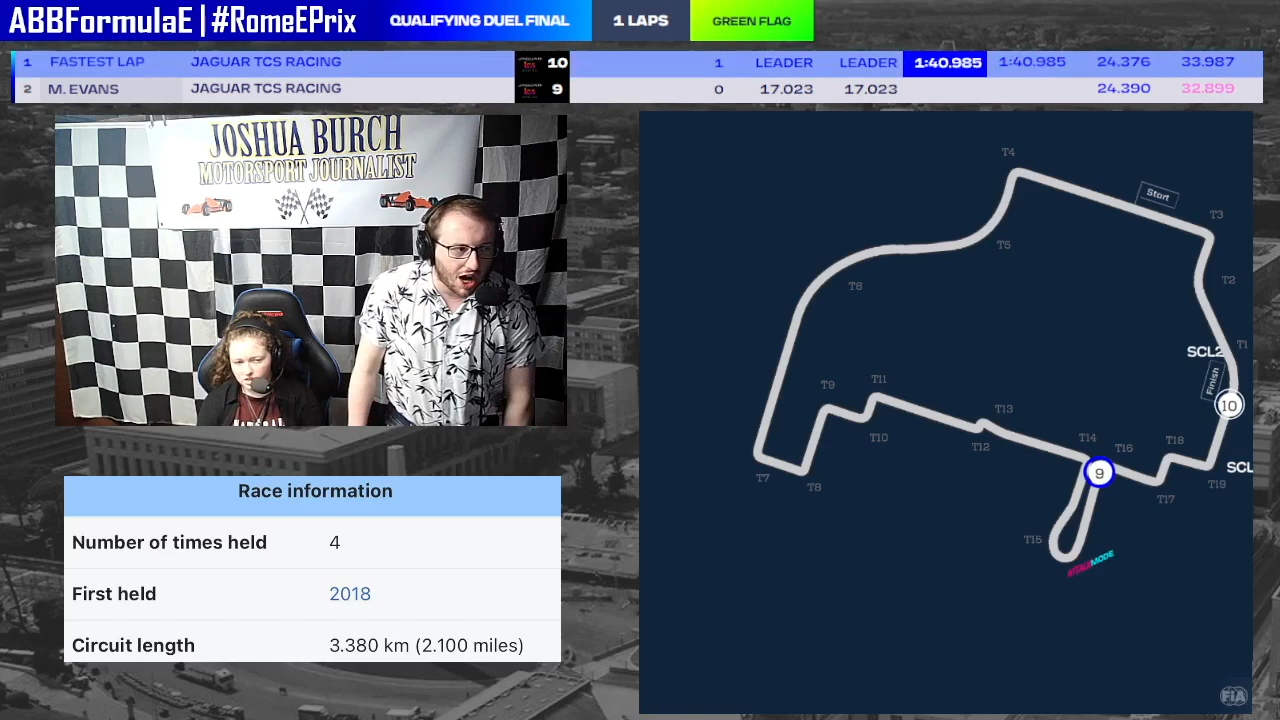 ABBFormulaE | #RomeEPrix
QUALIFYING DUEL FINAL
1 LAPS
GREEN FLAG
1 FASTEST LAP JAGUAR TCS RACING 10 1 LEADER LEADER 1:40.985 1:40.985 24.376 33.987
2 M. EVANS JAGUAR TCS RACING 9 0 17.023 17.023 24.390 32.899
JOSHUA BURCH
MOTORSPORT JOURNALIST
Race information
Number of times held 4
First held 2018
Circuit length 3.380 km (2.100 miles)
T4
Start
T3
T5
T2
T6
T1
SCL2
Finish
10
T9
T11
T13
T10
T12
T14
T16
T18
SCL
9
T7
T8
T17
T19
T15
ATTACK MODE
FIA